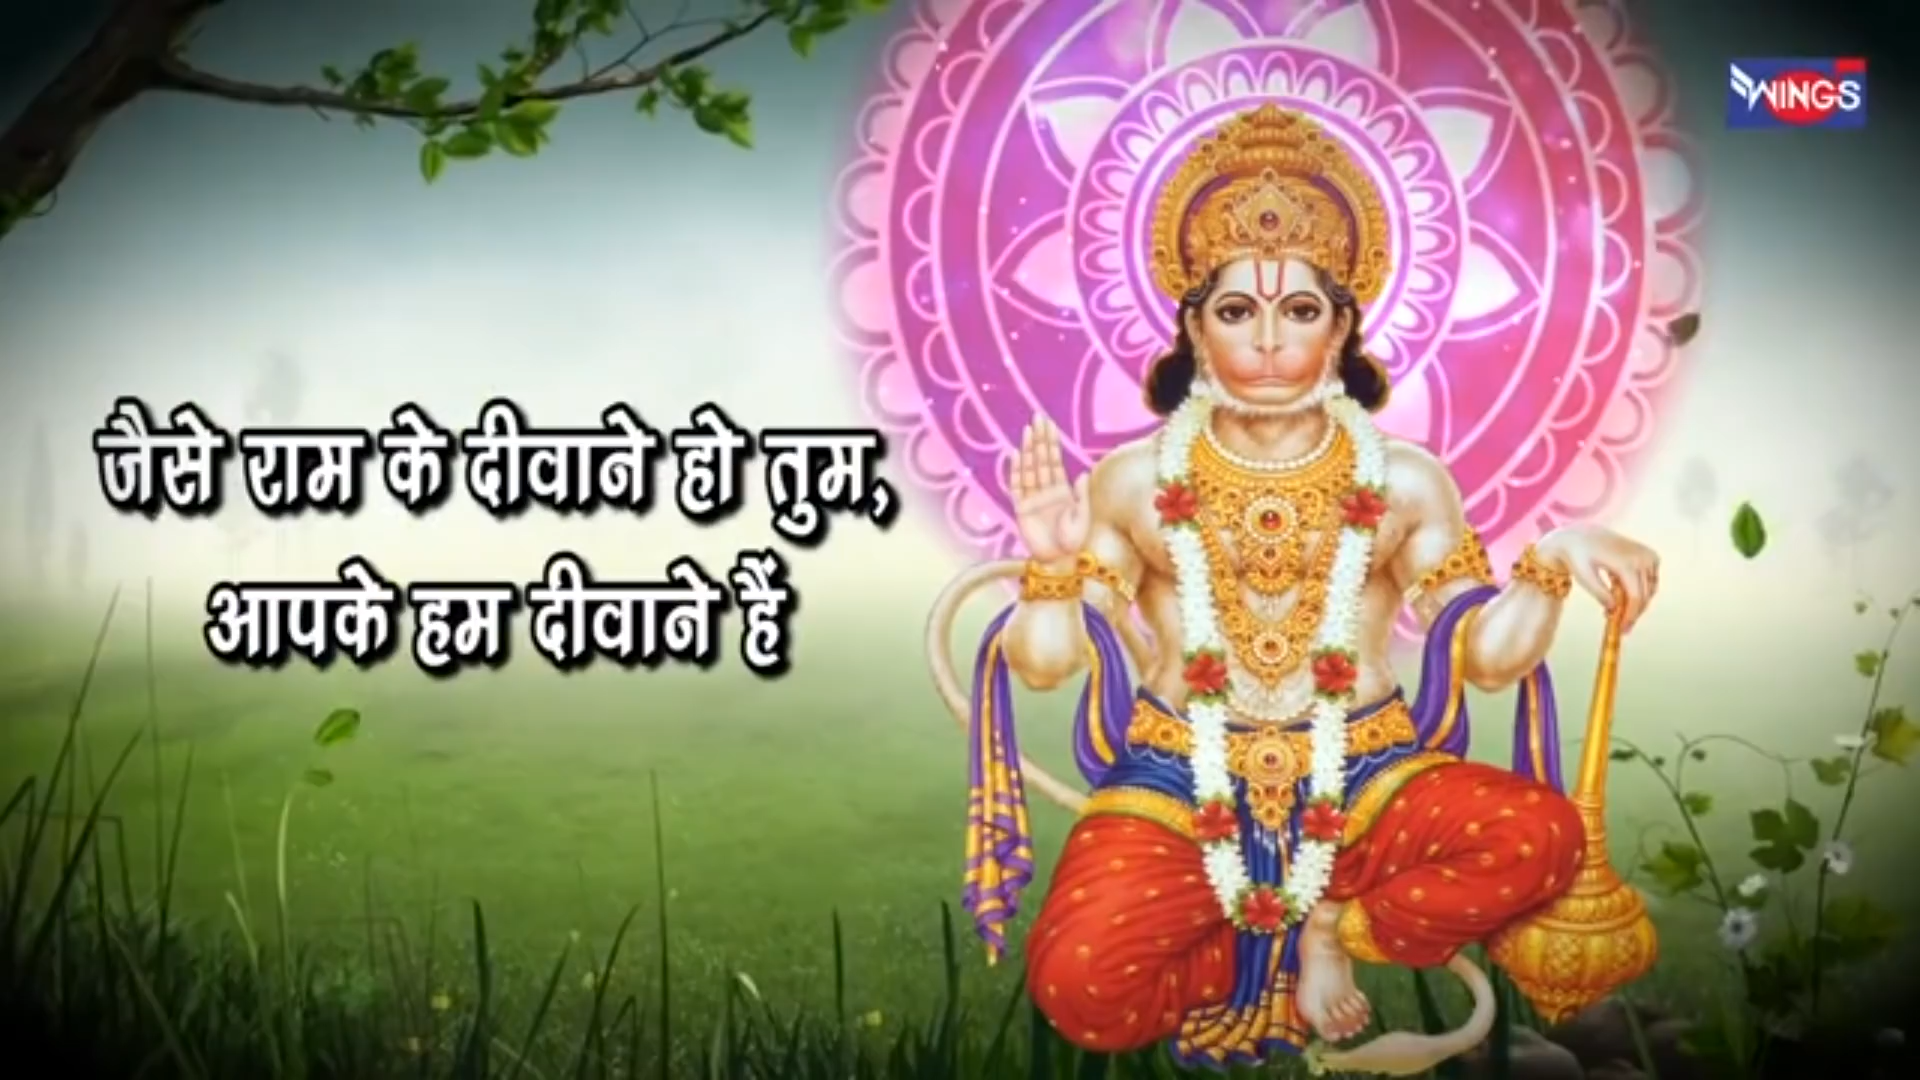 WINGS
जैसे राम के दीवाने हो तुम,
आपके हम दीवाने हैं